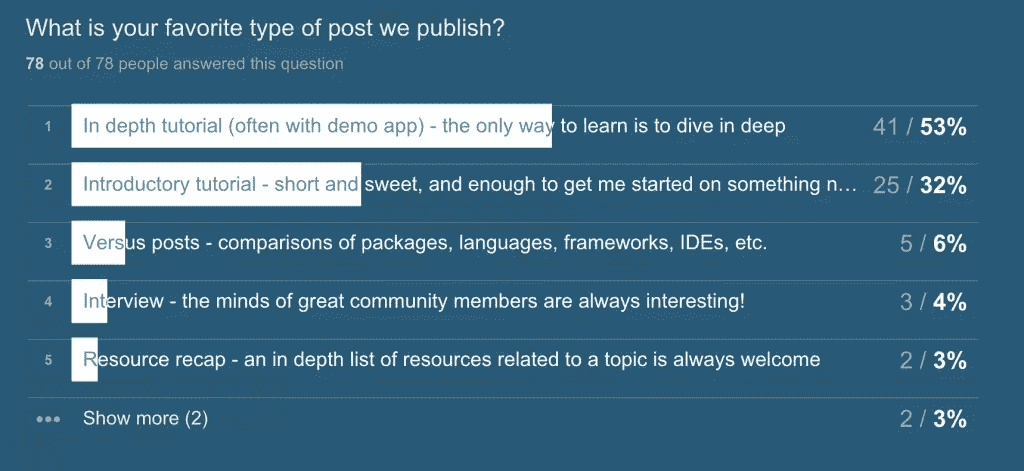 What is your favorite type of post we publish?
78 out of 78 people answered this question
1 In depth tutorial (often with demo app) - the only way to learn is to dive in deep 41 / 53%
2 Introductory tutorial - short and sweet, and enough to get me started on something n... 25 / 32%
3 Versus posts - comparisons of packages, languages, frameworks, IDEs, etc. 5 / 6%
4 Interview - the minds of great community members are always interesting! 3 / 4%
5 Resource recap - an in depth list of resources related to a topic is always welcome 2 / 3%
••• Show more (2) 2 / 3%